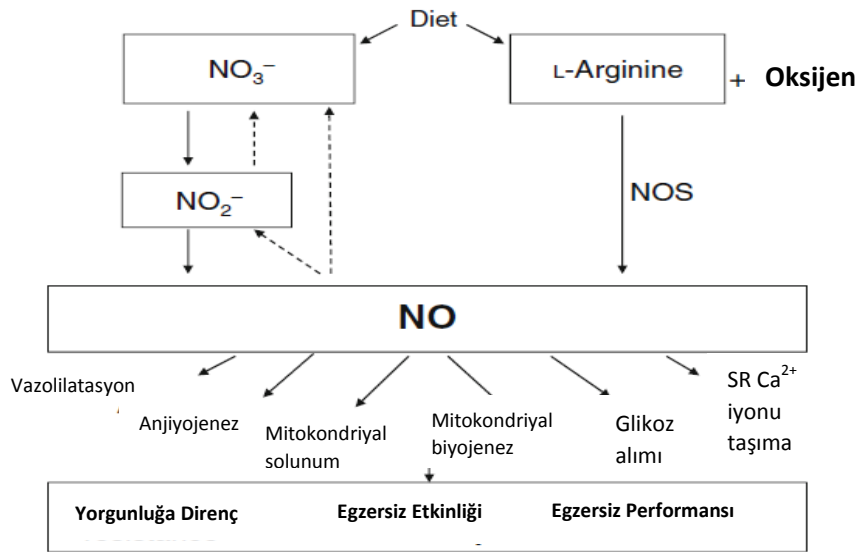 Diet
NO₃⁻
L-Arginine + Oksijen
NO₂⁻
NOS
NO
Vazolilatasyon
Anjiyojenez
Mitokondriyal
solunum
Mitokondriyal
biyojenez
Glikoz
alımı
SR Ca²⁺
iyonu
taşıma
Yorgunluğa Direnç Egzersiz Etkinliği Egzersiz Performansı